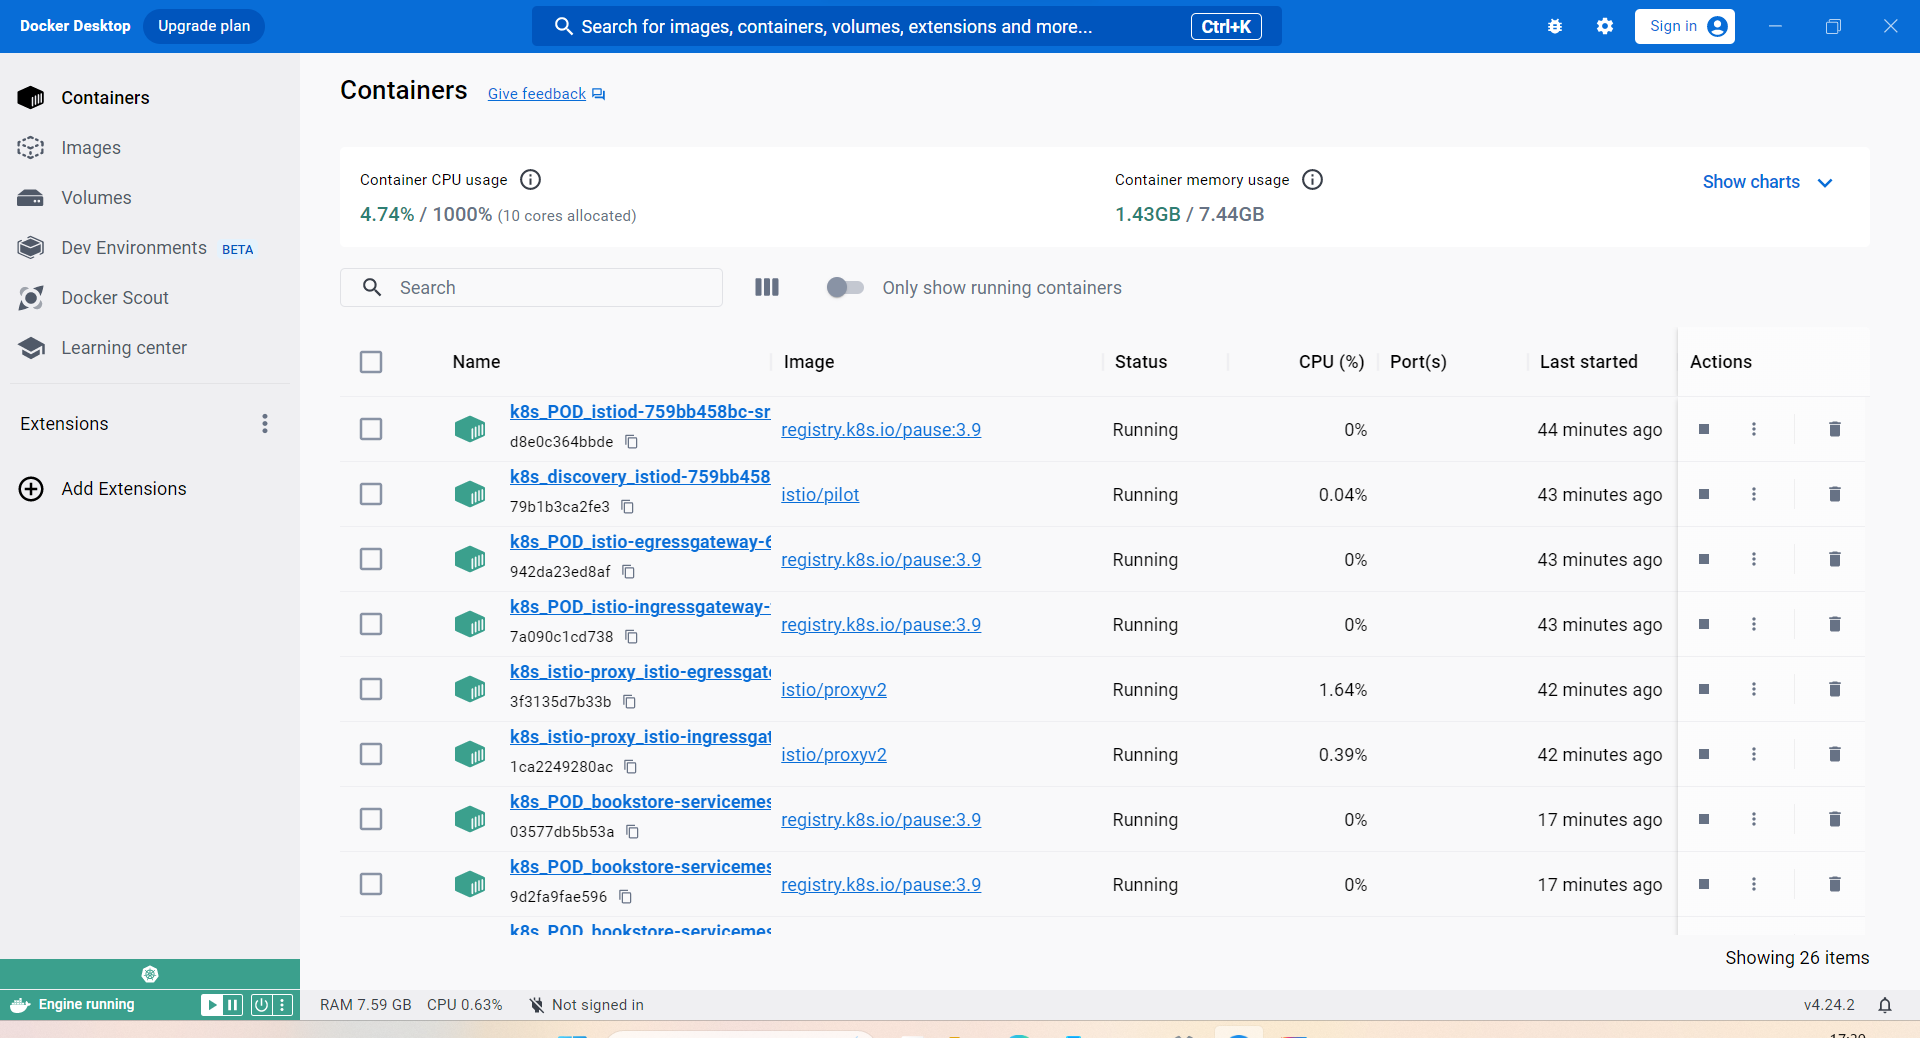 Docker Desktop Upgrade plan Search for images, containers, volumes, extensions and more... Ctrl+K Sign in
Containers
Images
Volumes
Dev Environments BETA
Docker Scout
Learning center
Extensions
Add Extensions
Containers Give feedback
Container CPU usage
4.74% / 1000% (10 cores allocated)
Container memory usage
1.43GB / 7.44GB
Show charts
Search
Only show running containers
Name Image Status CPU (%) Port(s) Last started Actions
k8s_POD_istiod-759bb458bc-sr
d8e0c364bbde
registry.k8s.io/pause:3.9 Running 0% 44 minutes ago
k8s_discovery_istiod-759bb458
79b1b3ca2fe3
istio/pilot Running 0.04% 43 minutes ago
k8s_POD_istio-egressgateway-6
942da23ed8af
registry.k8s.io/pause:3.9 Running 0% 43 minutes ago
k8s_POD_istio-ingressgateway-
7a090c1cd738
registry.k8s.io/pause:3.9 Running 0% 43 minutes ago
k8s_istio-proxy_istio-egressgat
3f3135d7b33b
istio/proxyv2 Running 1.64% 42 minutes ago
k8s_istio-proxy_istio-ingressgat
1ca2249280ac
istio/proxyv2 Running 0.39% 42 minutes ago
k8s_POD_bookstore-servicemes
03577db5b53a
registry.k8s.io/pause:3.9 Running 0% 17 minutes ago
k8s_POD_bookstore-servicemes
9d2fa9fae596
registry.k8s.io/pause:3.9 Running 0% 17 minutes ago
k8s_POD_bookstore-servicemes
Showing 26 items
Engine running
RAM 7.59 GB CPU 0.63% Not signed in v4.24.2